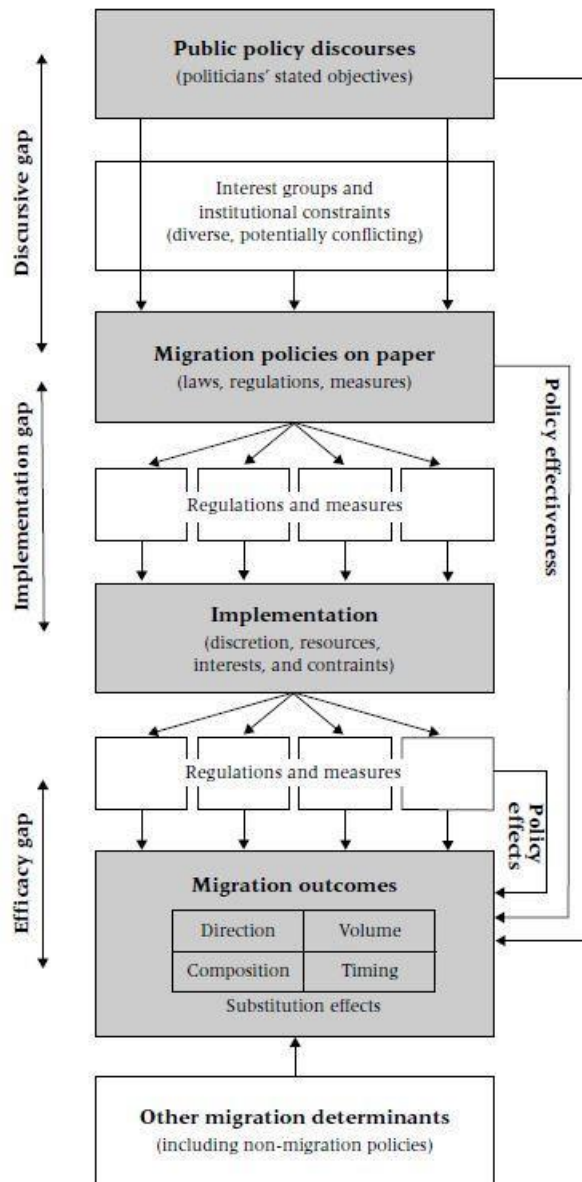 Public policy discourses
(politicians' stated objectives)
Discursive gap
Interest groups and
institutional constraints
(diverse, potentially conflicting)
Migration policies on paper
(laws, regulations, measures)
Implementation gap
Policy effectiveness
Regulations and measures
Implementation
(discretion, resources,
interests, and contraints)
Regulations and measures
Policy
effects
Efficacy gap
Migration outcomes
Direction Volume
Composition Timing
Substitution effects
Other migration determinants
(including non-migration policies)